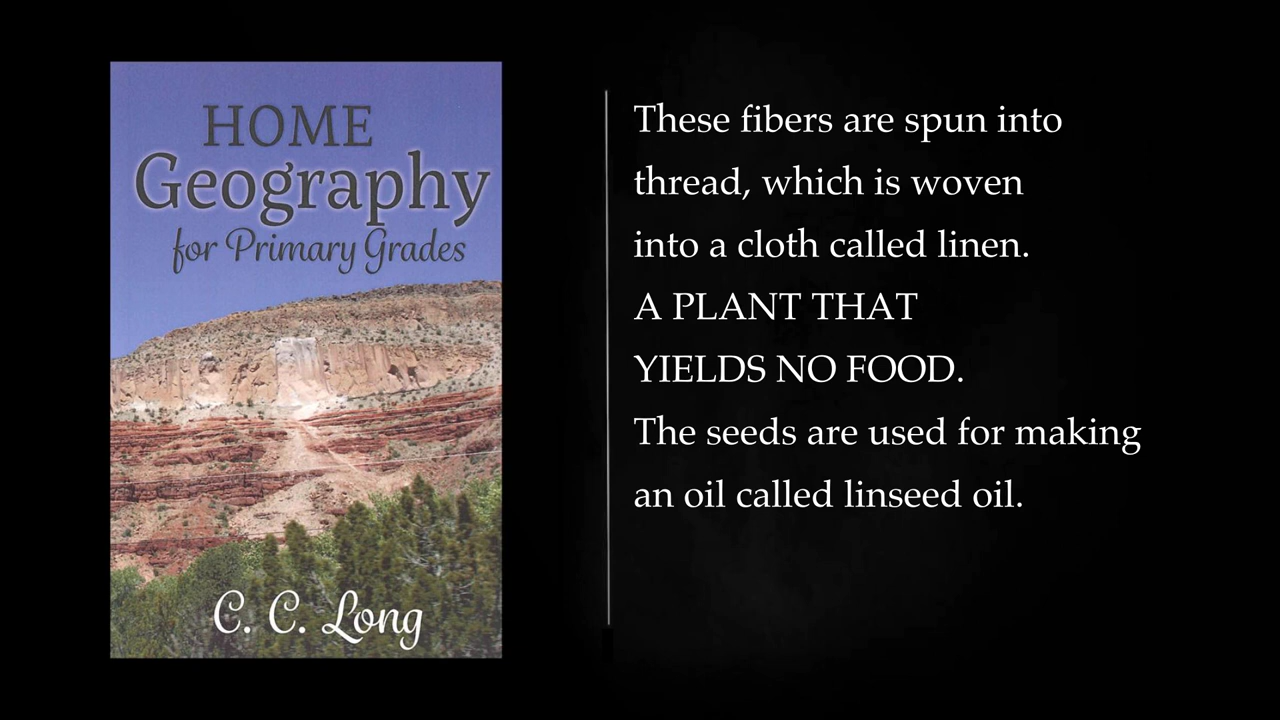 HOME
Geography
for Primary Grades
C. C. Long
These fibers are spun into
thread, which is woven
into a cloth called linen.
A PLANT THAT
YIELDS NO FOOD.
The seeds are used for making
an oil called linseed oil.